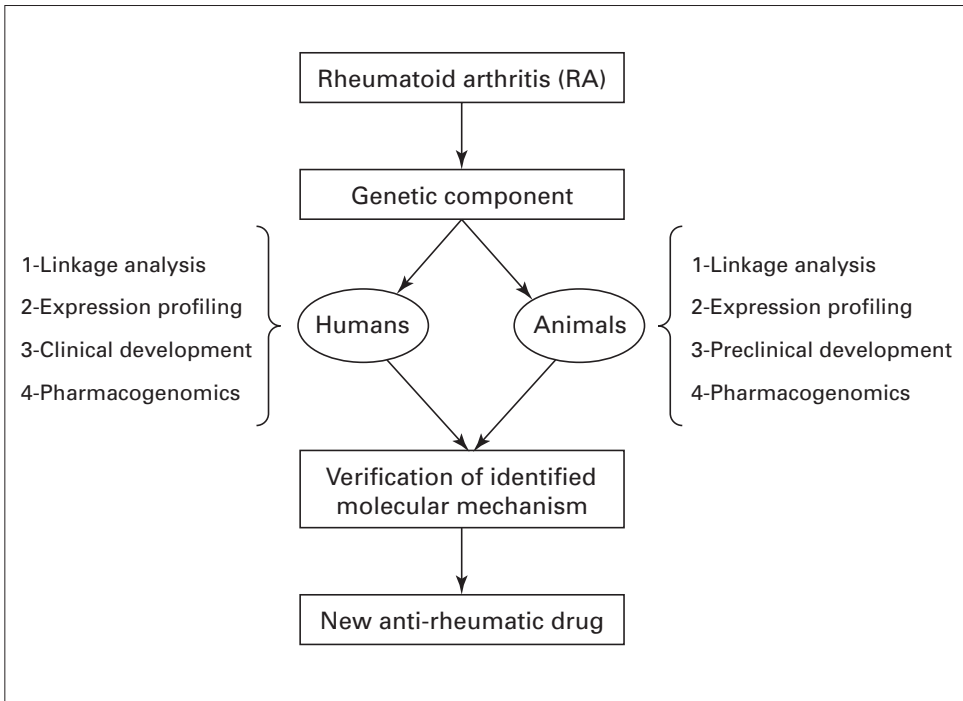 Rheumatoid arthritis (RA)
Genetic component
1-Linkage analysis
2-Expression profiling
3-Clinical development
4-Pharmacogenomics
Humans
Animals
1-Linkage analysis
2-Expression profiling
3-Preclinical development
4-Pharmacogenomics
Verification of identified
molecular mechanism
New anti-rheumatic drug